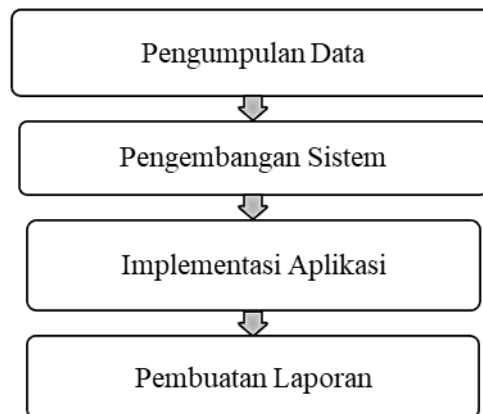 Pengumpulan Data
Pengembangan Sistem
Implementasi Aplikasi
Pembuatan Laporan